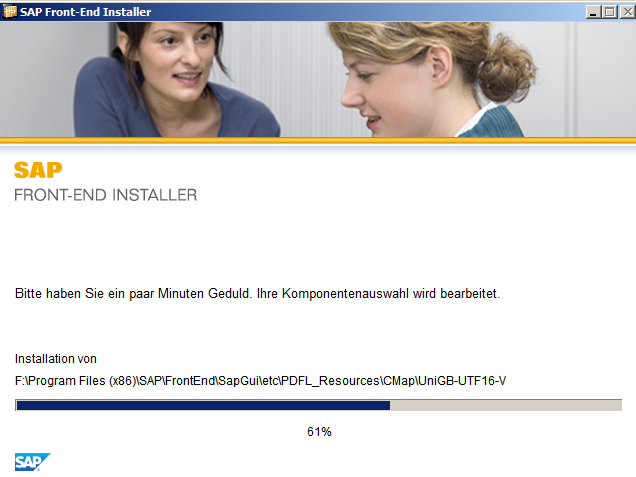 SAP Front-End Installer
SAP
FRONT-END INSTALLER
Bitte haben Sie ein paar Minuten Geduld. Ihre Komponentenauswahl wird bearbeitet.
Installation von
F:\Program Files (x86)\SAP\FrontEnd\SapGui\etc\PDFL_Resources\CMap\UniGB-UTF16-V
61%
SAP